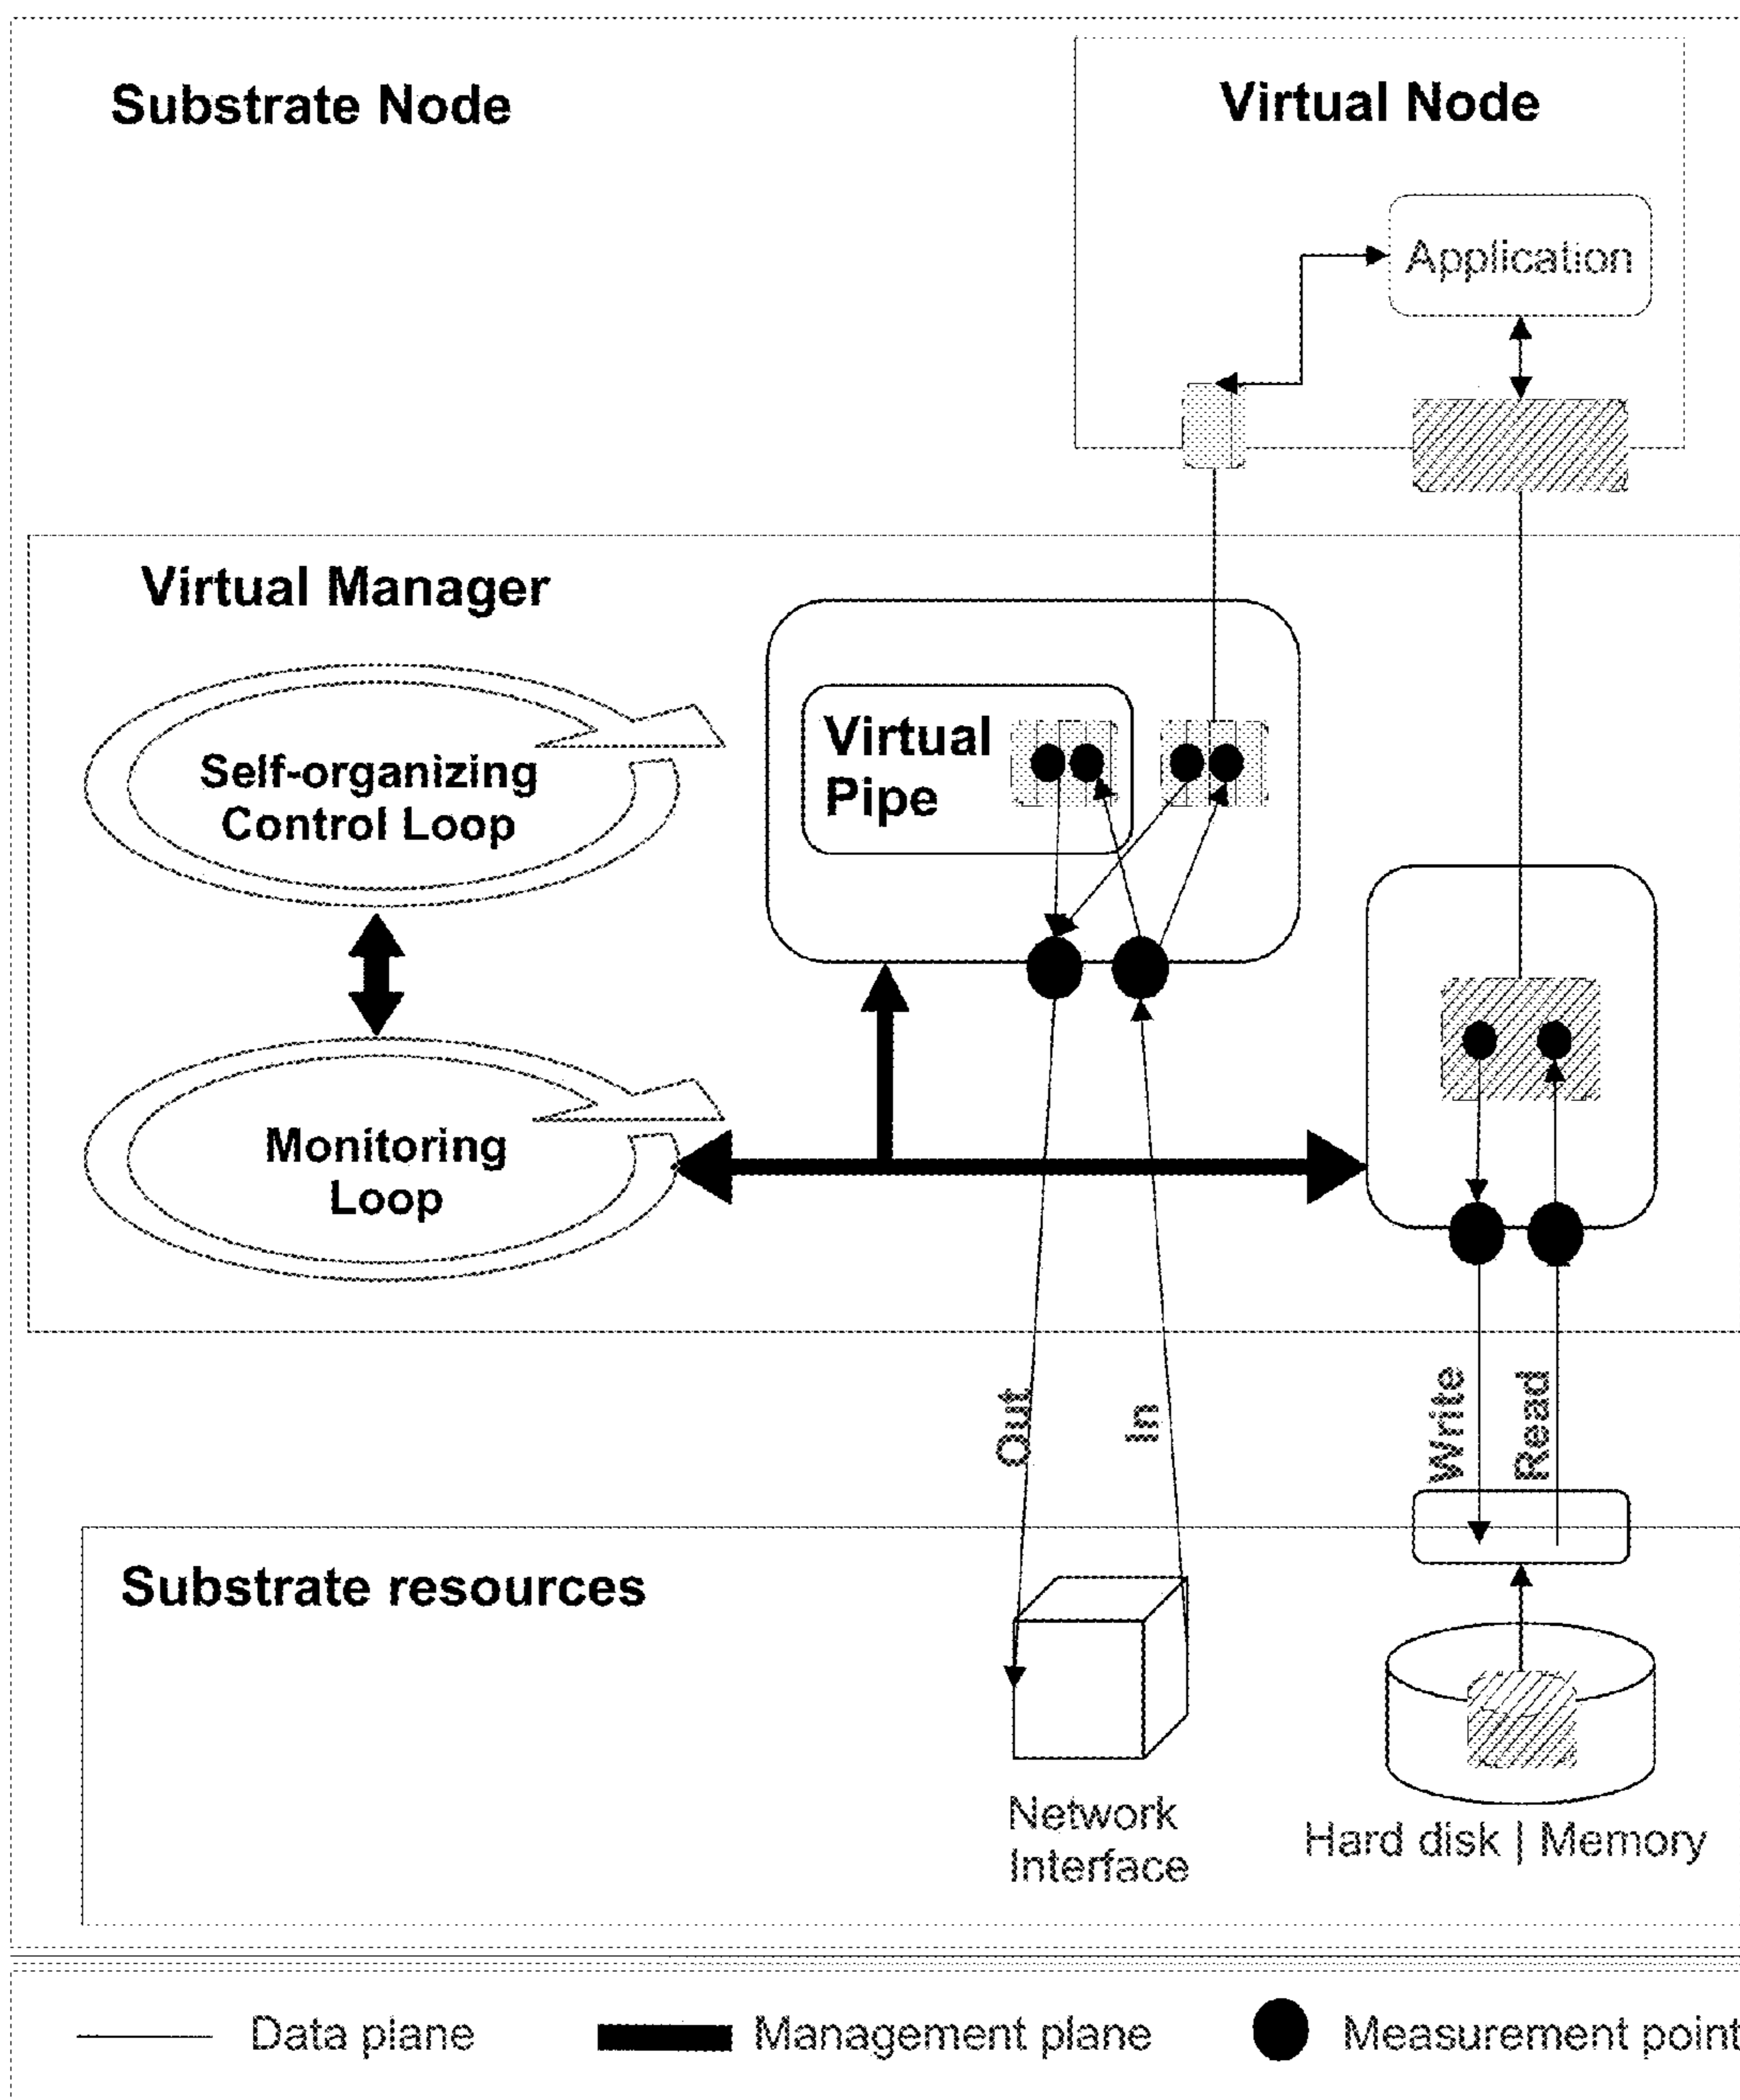 Substrate Node
Virtual Node
Application
Virtual Manager
Virtual
Pipe
Self-organizing
Control Loop
Monitoring
Loop
Out
In
Write
Read
Substrate resources
Network
Interface
Hard disk | Memory
Data plane
Management plane
Measurement point